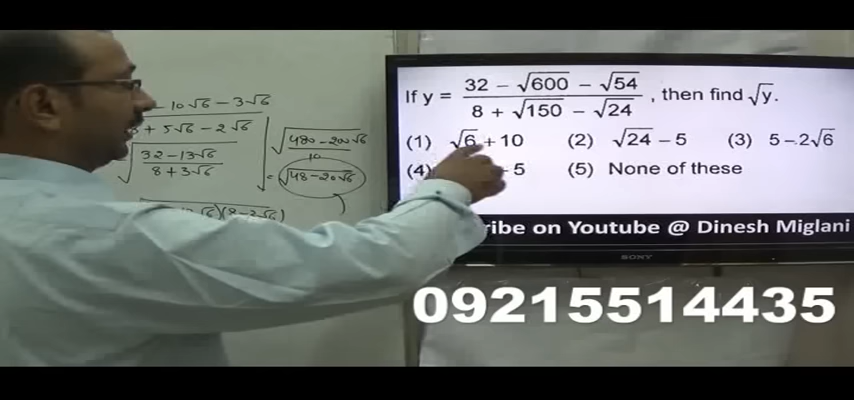 If y = (32 − √600 − √54) / (8 + √150 − √24) , then find √y.
(1) √6 + 10 (2) √24 − 5 (3) 5 − 2√6
(4) − 5 (5) None of these
ribe on Youtube @ Dinesh Miglani
SONY
09215514435
− 10√6 − 3√6
+ 5√6 − 2√6
√((32 − 13√6) / (8 + 3√6))
√((480 − 200√6) / 10)
= √(48 − 20√6)